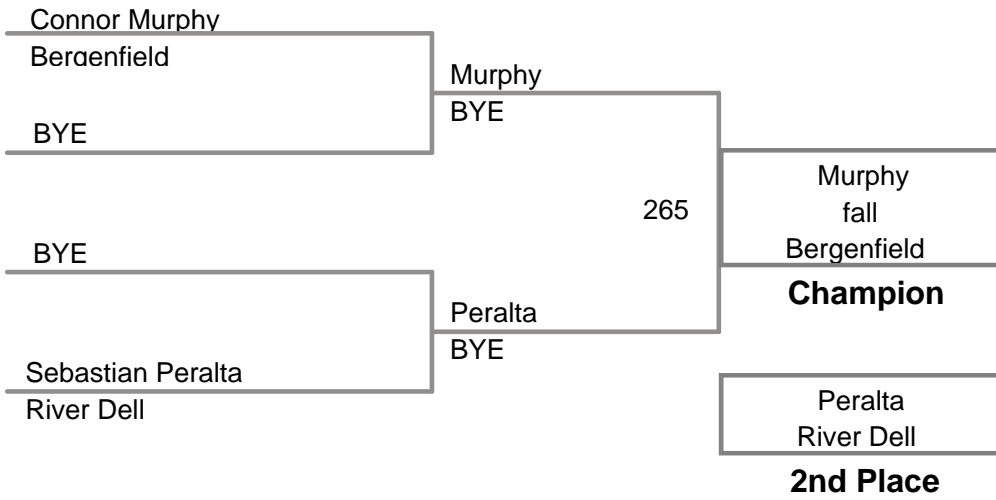 Connor Murphy
Bergenfield
BYE
BYE
Sebastian Peralta
River Dell
Murphy
BYE
Peralta
BYE
265
Murphy
fall
Bergenfield
Champion
Peralta
River Dell
2nd Place